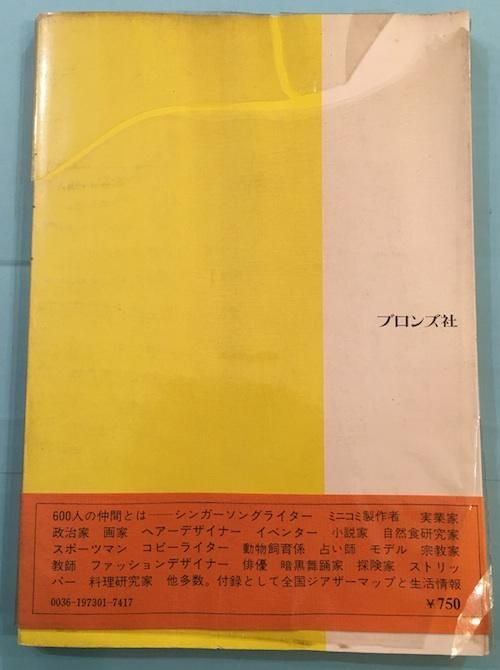 ブロンズ社
600人の仲間とは——シンガーソングライター ミニコミ製作者 実業家
政治家 画家 ヘアーデザイナー イベンター 小説家 自然食研究家
スポーツマン コピーライター 動物飼育係 占い師 モデル 宗教家
教師 ファッションデザイナー 俳優 暗黒舞踊家 探険家 ストリッ
パー 料理研究家 他多数。付録として全国ジアザーマップと生活情報
0036-197301-7417 ¥750